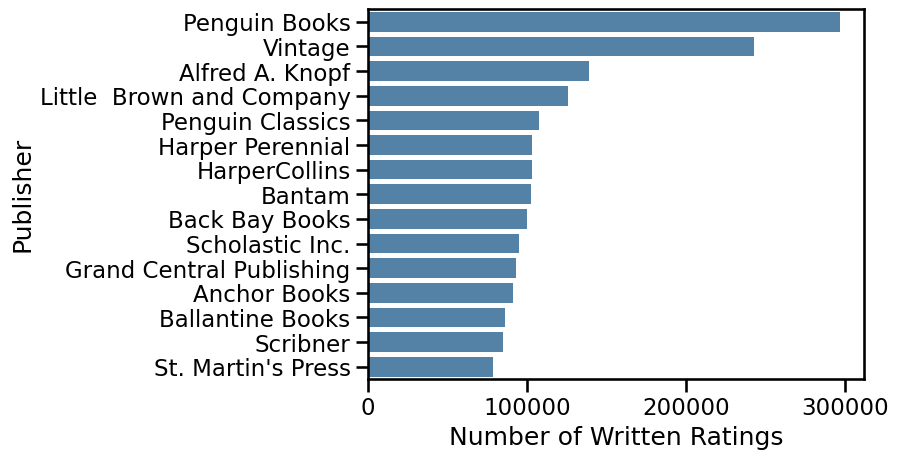 Penguin Books
Vintage
Alfred A. Knopf
Little  Brown and Company
Penguin Classics
Harper Perennial
HarperCollins
Bantam
Back Bay Books
Scholastic Inc.
Grand Central Publishing
Anchor Books
Ballantine Books
Scribner
St. Martin's Press
Publisher
0 100000 200000 300000
Number of Written Ratings